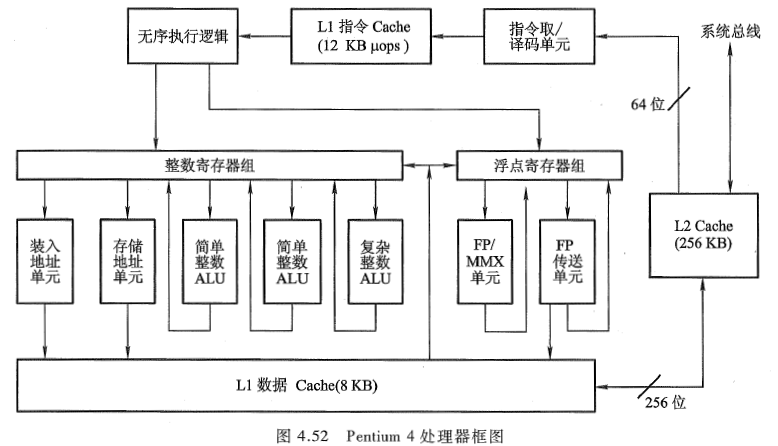 无序执行逻辑
L1 指令 Cache
(12 KB μops)
指令取/
译码单元
系统总线
64 位
整数寄存器组
浮点寄存器组
装入
地址
单元
存储
地址
单元
简单
整数
ALU
简单
整数
ALU
复杂
整数
ALU
FP/
MMX
单元
FP
传送
单元
L2 Cache
(256 KB)
L1 数据 Cache(8 KB)
256 位
图 4.52 Pentium 4 处理器框图